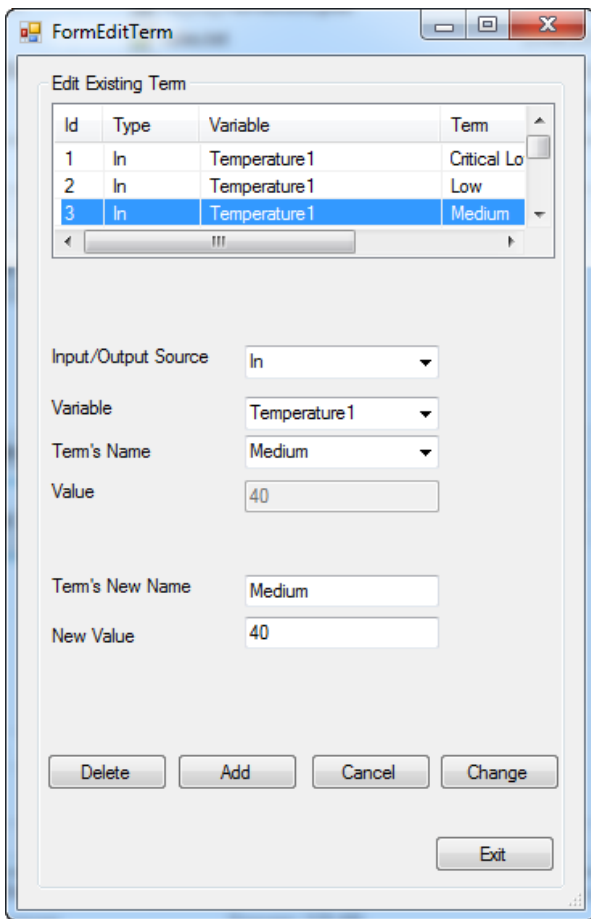 FormEditTerm
Edit Existing Term
Id Type Variable Term
1 In Temperature1 Critical Lo
2 In Temperature1 Low
3 In Temperature1 Medium
Input/Output Source In
Variable Temperature1
Term's Name Medium
Value 40
Term's New Name Medium
New Value 40
Delete Add Cancel Change
Exit